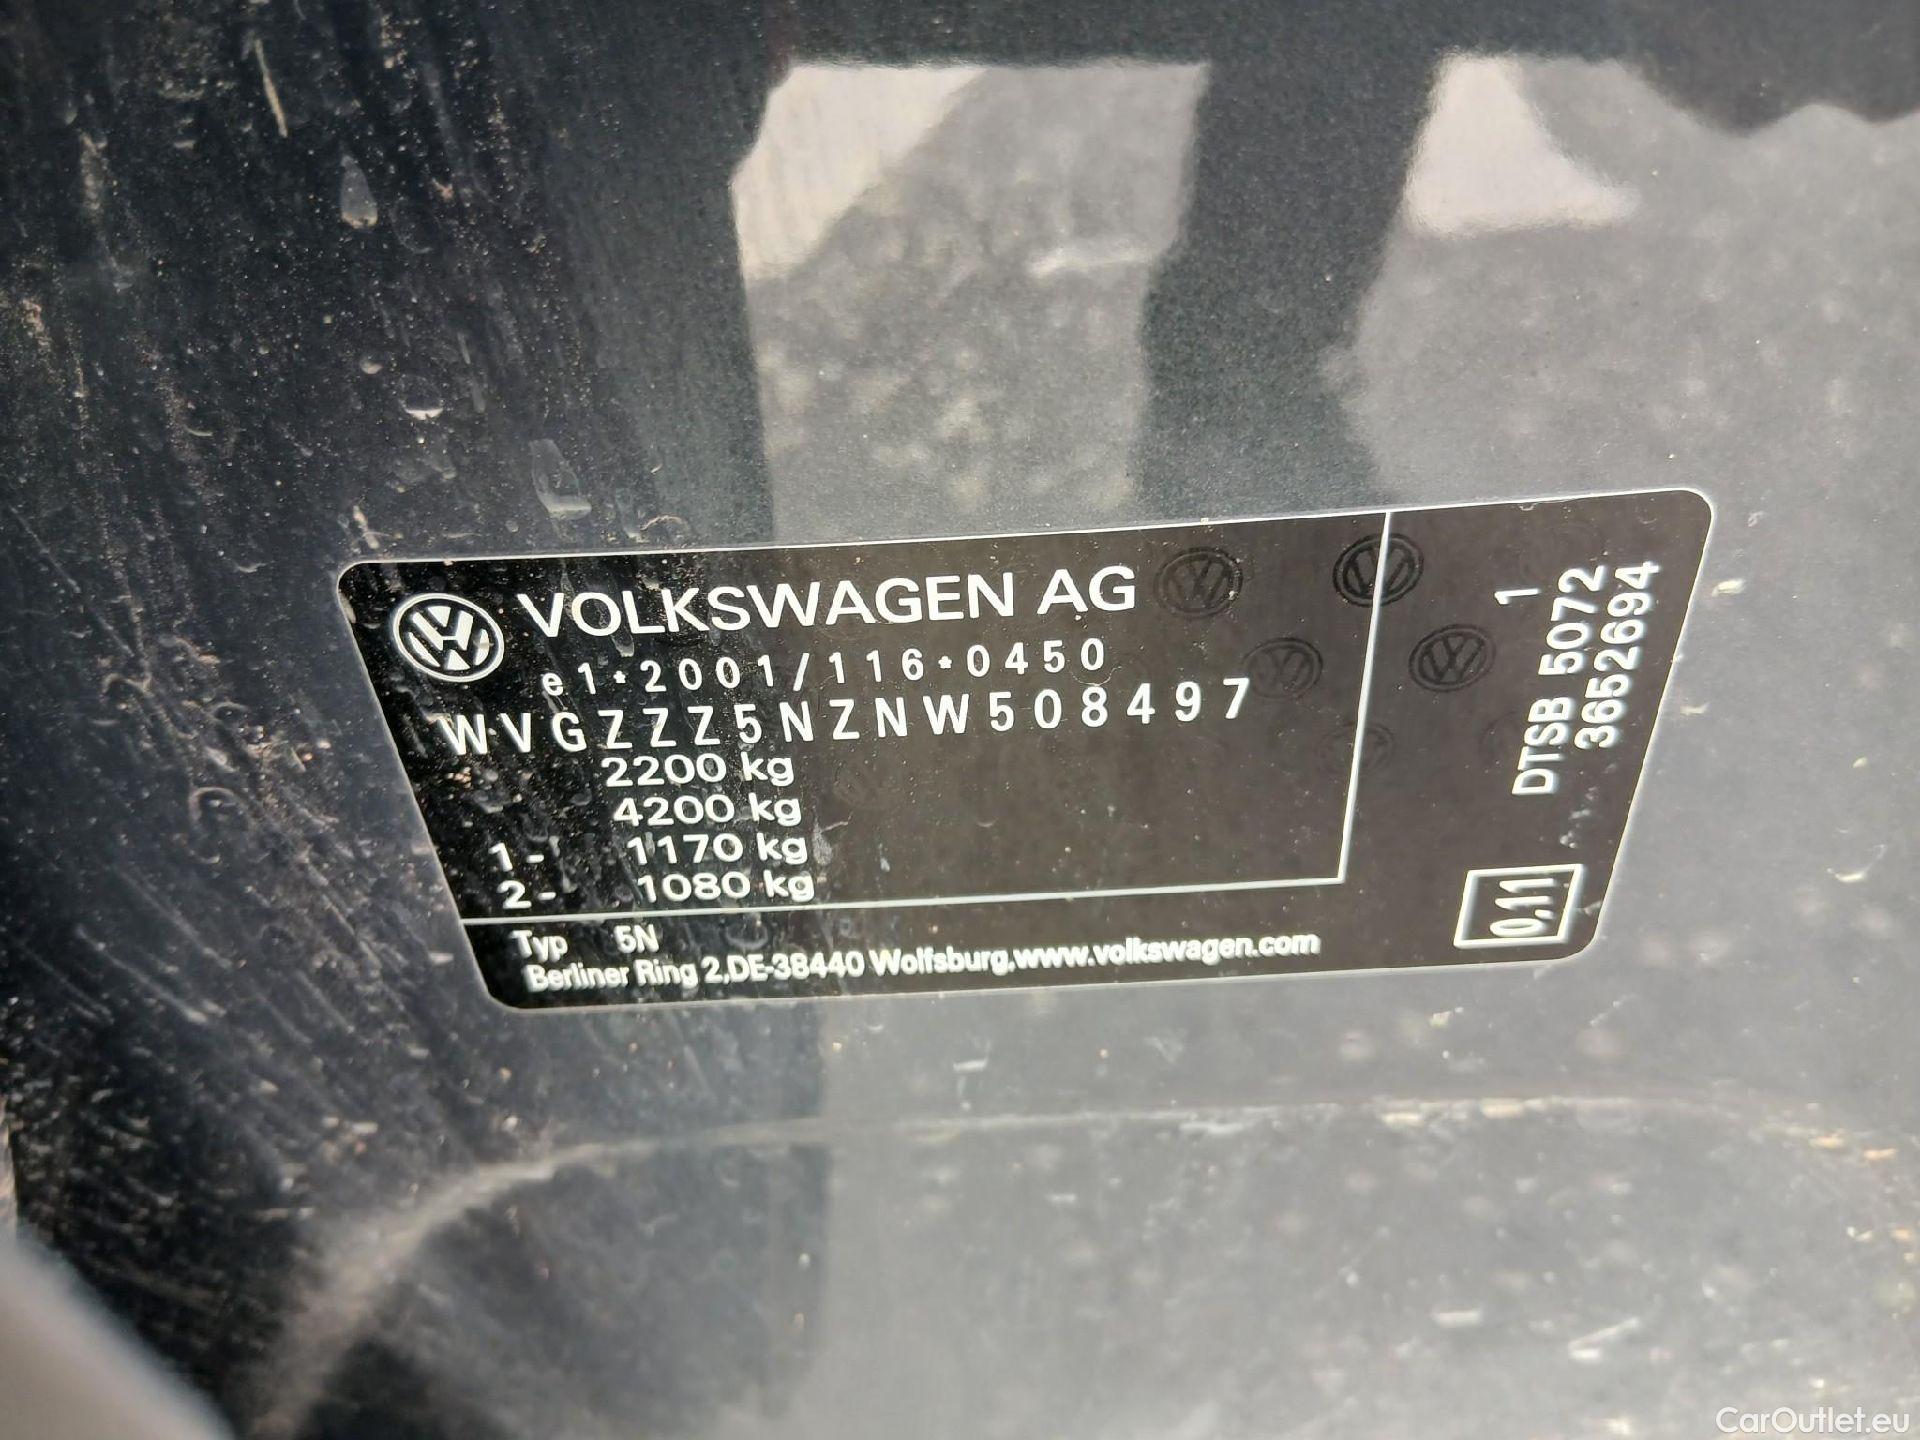 VOLKSWAGEN AG
e1*2001/116*0450
WVGZZZ5NZNW508497
2200 kg
4200 kg
1- 1170 kg
2- 1080 kg
Typ 5N
Berliner Ring 2,DE-38440 Wolfsburg,www.volkswagen.com
1
DTSB 5072
3652694
0,11
CarOutlet.eu